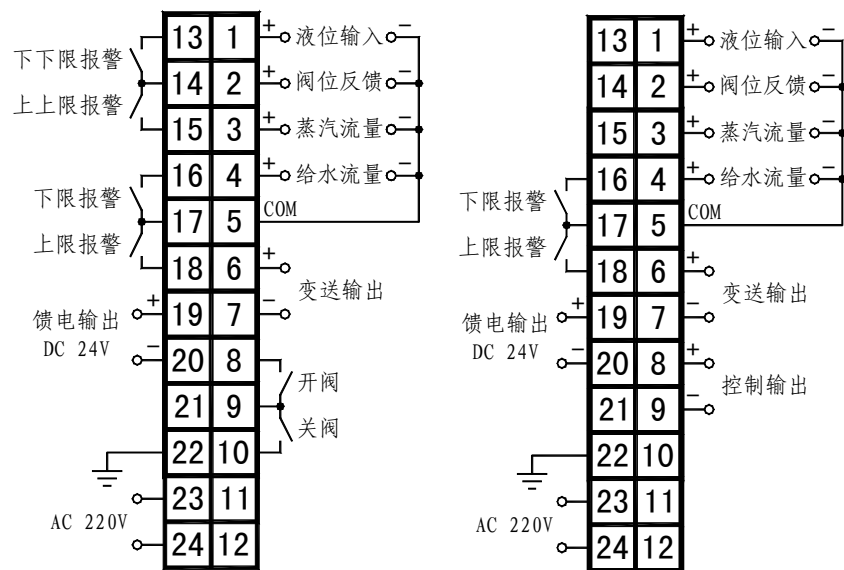 13 1 + 液位输入 −
下下限报警
14 2 + 阀位反馈 −
上上限报警
15 3 + 蒸汽流量 −
16 4 + 给水流量 −
下限报警
17 5 COM
上限报警
18 6 +
变送输出
馈电输出 + 19 7 −
DC 24V − 20 8
开阀
21 9
关阀
22 10
23 11
AC 220V
24 12
13 1 + 液位输入 −
14 2 + 阀位反馈 −
15 3 + 蒸汽流量 −
16 4 + 给水流量 −
下限报警
17 5 COM
上限报警
18 6 +
变送输出
馈电输出 + 19 7 −
DC 24V − 20 8 +
控制输出
21 9 −
22 10
23 11
AC 220V
24 12